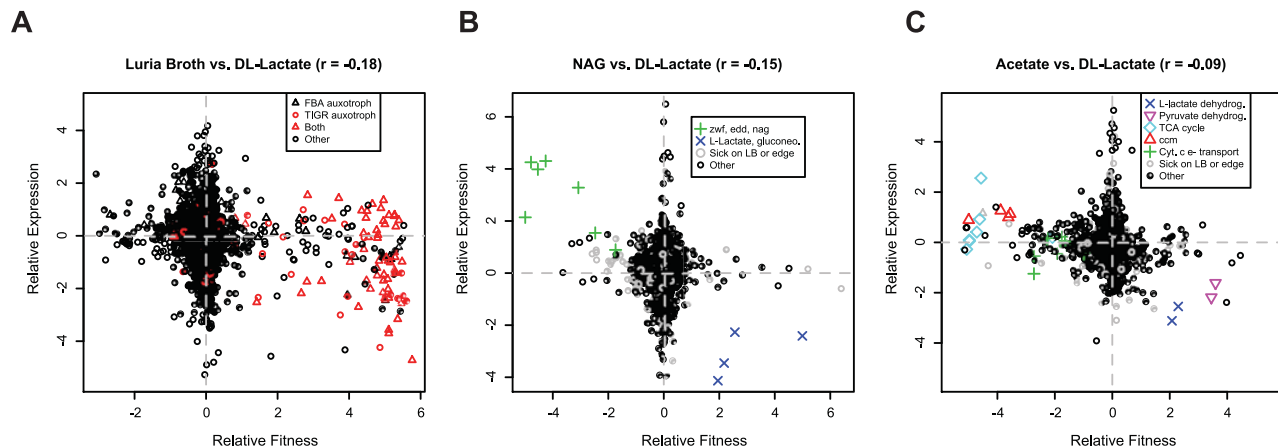 A
B
C
Luria Broth vs. DL-Lactate (r = -0.18)
NAG vs. DL-Lactate (r = -0.15)
Acetate vs. DL-Lactate (r = -0.09)
FBA auxotroph
TIGR auxotroph
Both
Other
zwf, edd, nag
L-Lactate, gluconeo.
Sick on LB or edge
Other
L-lactate dehydrog.
Pyruvate dehydrog.
TCA cycle
ccm
Cyt. c e- transport
Sick on LB or edge
Other
Relative Expression
4
2
0
-2
-4
-2
0
2
4
6
Relative Fitness
Relative Expression
6
4
2
0
-2
-4
-4
-2
0
2
4
6
Relative Fitness
Relative Expression
4
2
0
-2
-4
-4
-2
0
2
4
Relative Fitness